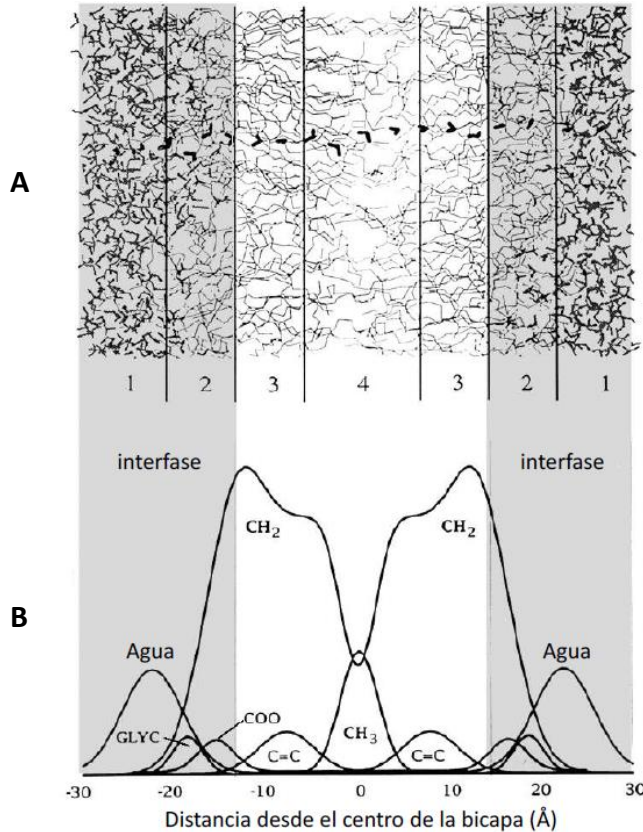 A
1 2 3 4 3 2 1
interfase interfase
CH₂ CH₂
B
Agua Agua
COO
GLYC
CH₃
C=C C=C
-30 -20 -10 0 10 20 30
Distancia desde el centro de la bicapa (Å)